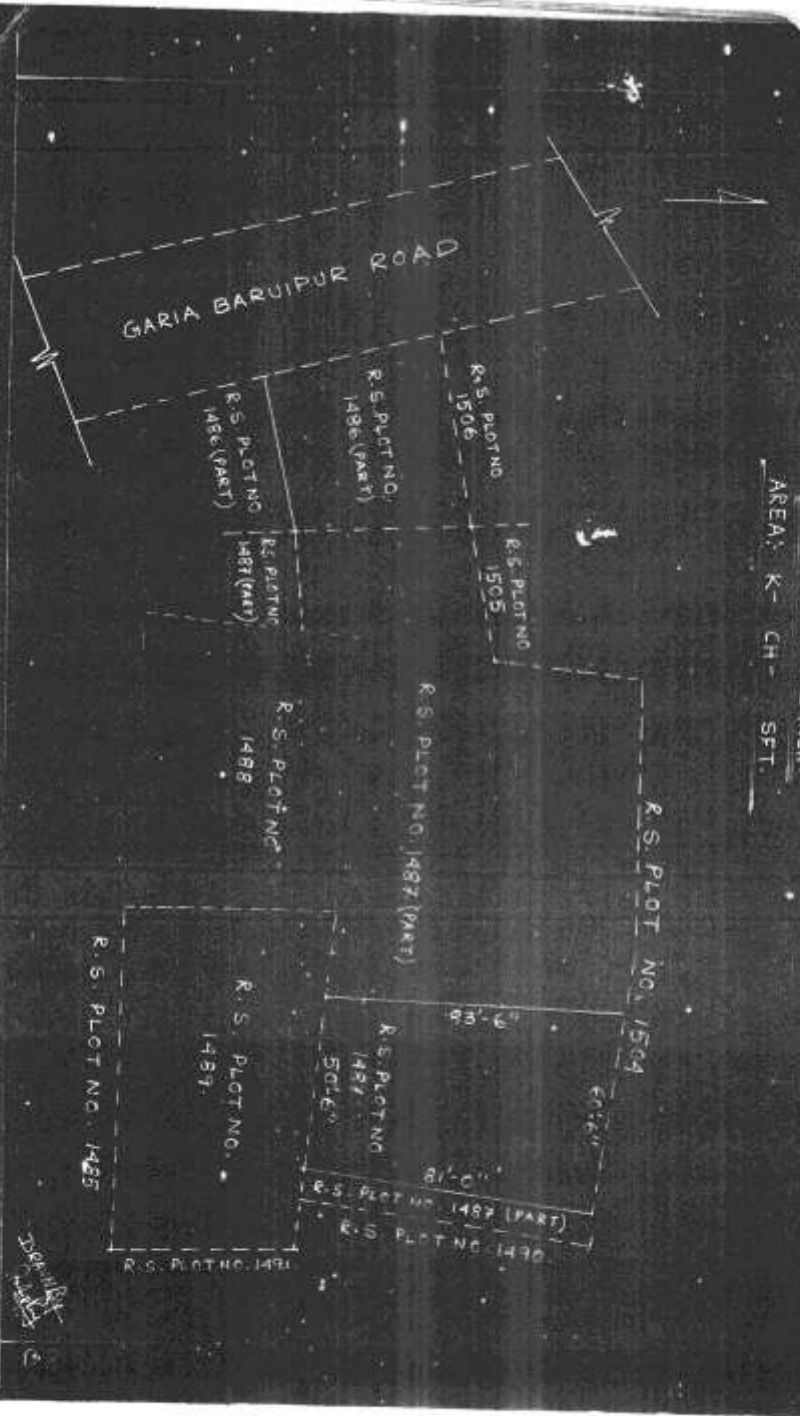 AREA: K- CH- SFT.
GARIA BARUIPUR ROAD
R.S. PLOT NO
1506
R.S. PLOT NO.
1486 (PART)
R.S. PLOT NO
1486 (PART)
R.S. PLOT NO
1505
R.S. PLOT NO.
1487 (PART)
R.S. PLOT NO. 1504
R.S. PLOT NO. 1487 (PART)
R.S. PLOT NO
1488
93'-6"
60'-6"
R.S. PLOT NO
1487
50'-6"
81'-0"
R.S. PLOT NO. 1487 (PART)
R.S. PLOT NO. 1490
R.S. PLOT NO.
1489.
R.S. PLOT NO. 1485
R.S. PLOT NO. 1491
DRAWN BY